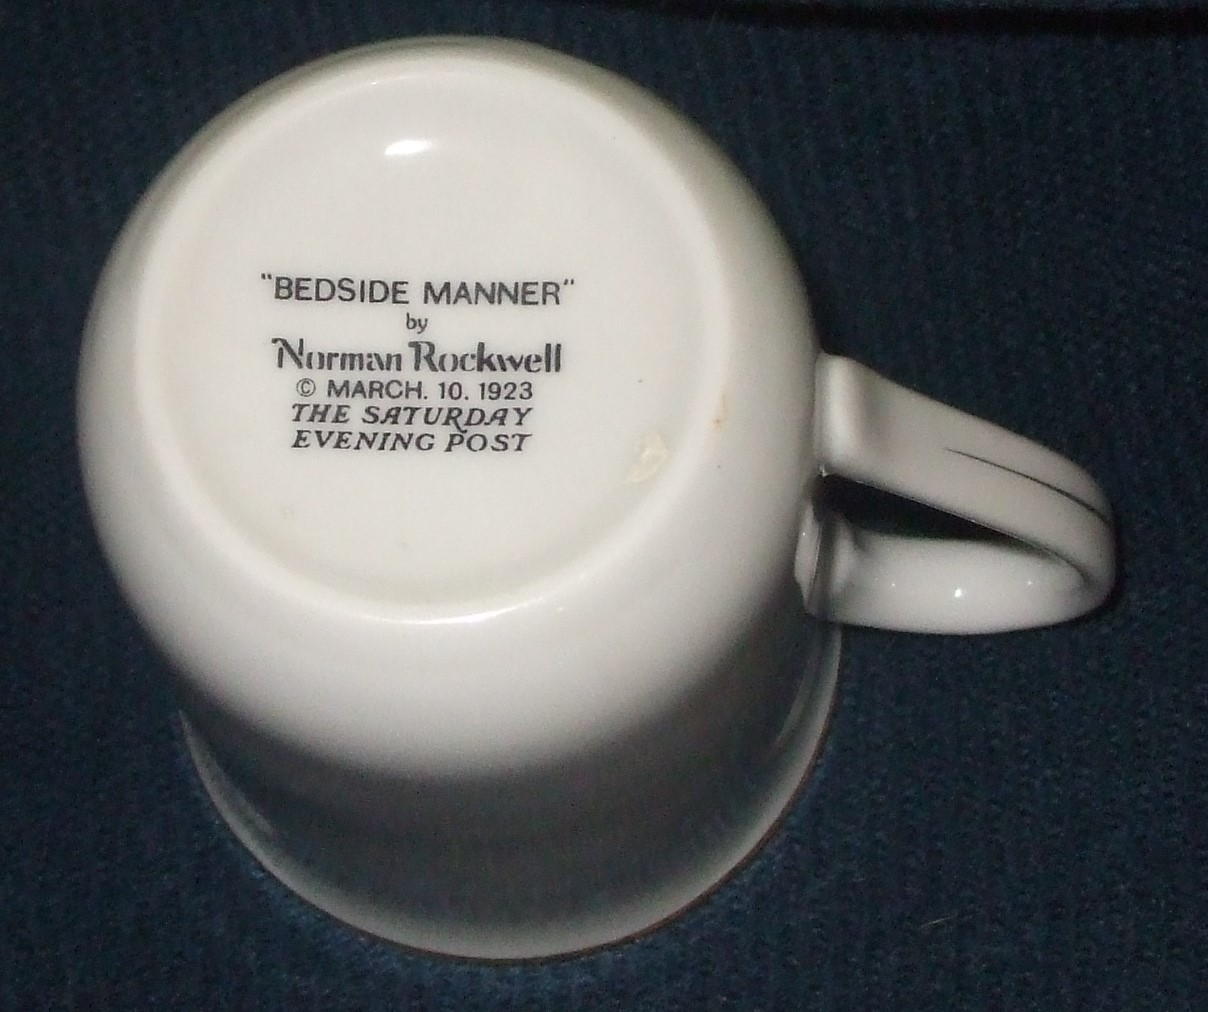 "BEDSIDE MANNER"
by
Norman Rockwell
© MARCH. 10. 1923
THE SATURDAY
EVENING POST